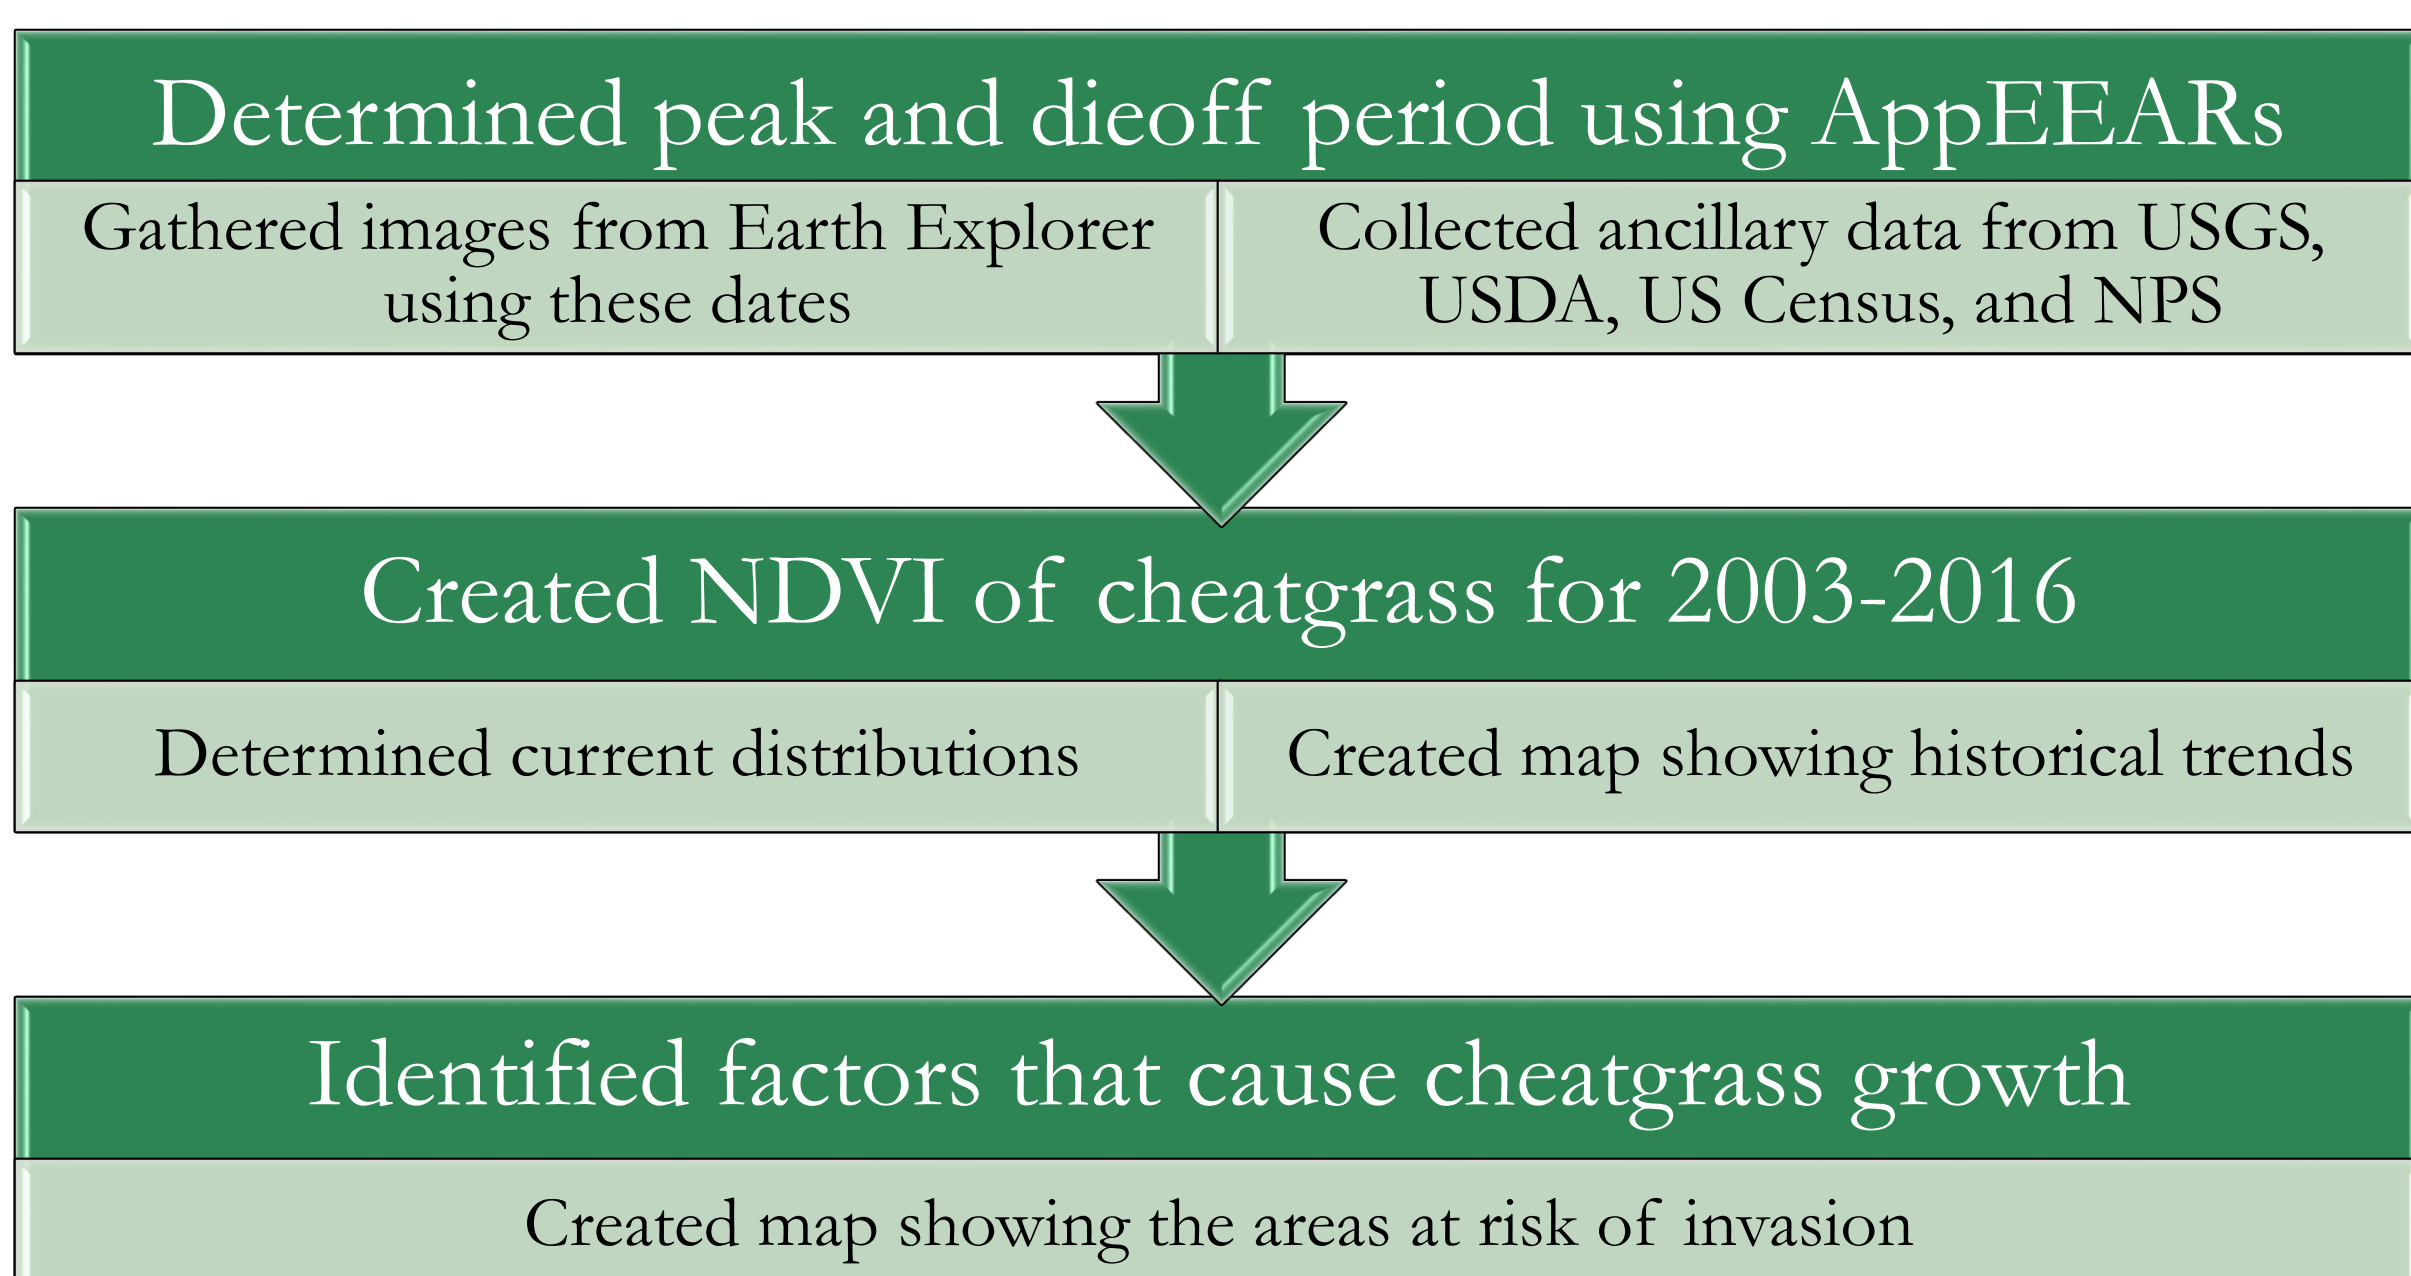 Determined peak and dieoff period using AppEEARs
Gathered images from Earth Explorer
using these dates
Collected ancillary data from USGS,
USDA, US Census, and NPS
Created NDVI of cheatgrass for 2003-2016
Determined current distributions
Created map showing historical trends
Identified factors that cause cheatgrass growth
Created map showing the areas at risk of invasion